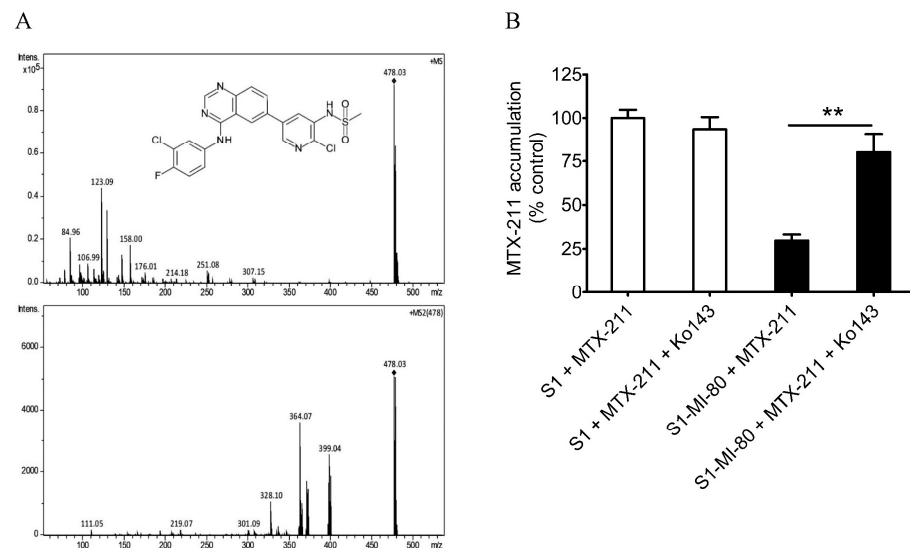 A
Intens.
x10⁵
+MS
478.03
0.8
0.6
0.4
0.2
0.0
123.09
84.96
106.99
158.00
176.01
214.18
251.08
307.15
100 150 200 250 300 350 400 450 500 m/z
N
N
NH
Cl
F
N
Cl
H
N
O
S
O
Intens.
+MS2(478)
478.03
6000
4000
2000
0
364.07
399.04
328.10
111.05
219.07
301.09
100 150 200 250 300 350 400 450 500 m/z
B
MTX-211 accumulation
(% control)
125
100
75
50
25
0
**
S1 + MTX-211
S1 + MTX-211 + Ko143
S1-MI-80 + MTX-211
S1-MI-80 + MTX-211 + Ko143